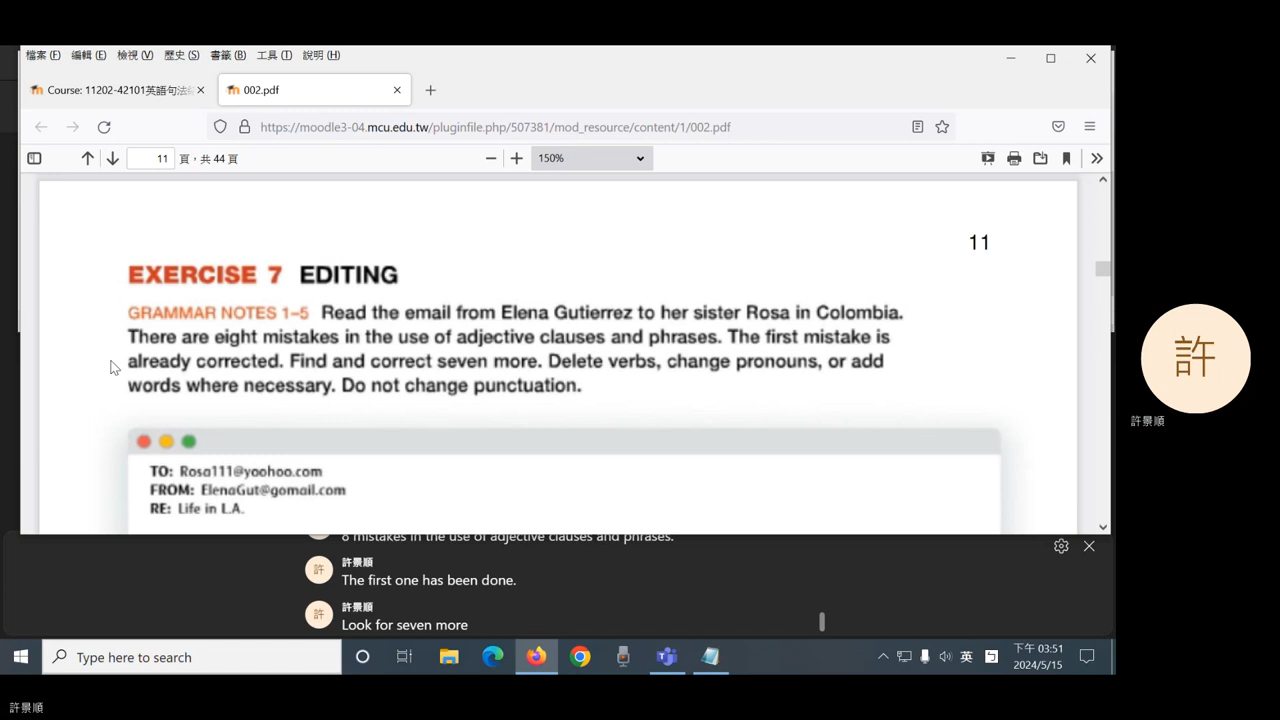 檔案 (F) 編輯 (E) 檢視 (V) 歷史 (S) 書籤 (B) 工具 (T) 說明 (H)
Course: 11202-42101英語句法
002.pdf
https://moodle3-04.mcu.edu.tw/pluginfile.php/507381/mod_resource/content/1/002.pdf
11 頁，共 44 頁
150%
11
EXERCISE 7 EDITING
GRAMMAR NOTES 1–5 Read the email from Elena Gutierrez to her sister Rosa in Colombia.
There are eight mistakes in the use of adjective clauses and phrases. The first mistake is
already corrected. Find and correct seven more. Delete verbs, change pronouns, or add
words where necessary. Do not change punctuation.
TO: Rosa111@yoohoo.com
FROM: ElenaGut@gomail.com
RE: Life in L.A.
8 mistakes in the use of adjective clauses and phrases.
許
許景順
The first one has been done.
許
許景順
Look for seven more
許
許景順
Type here to search
英
下午 03:51
2024/5/15
許景順